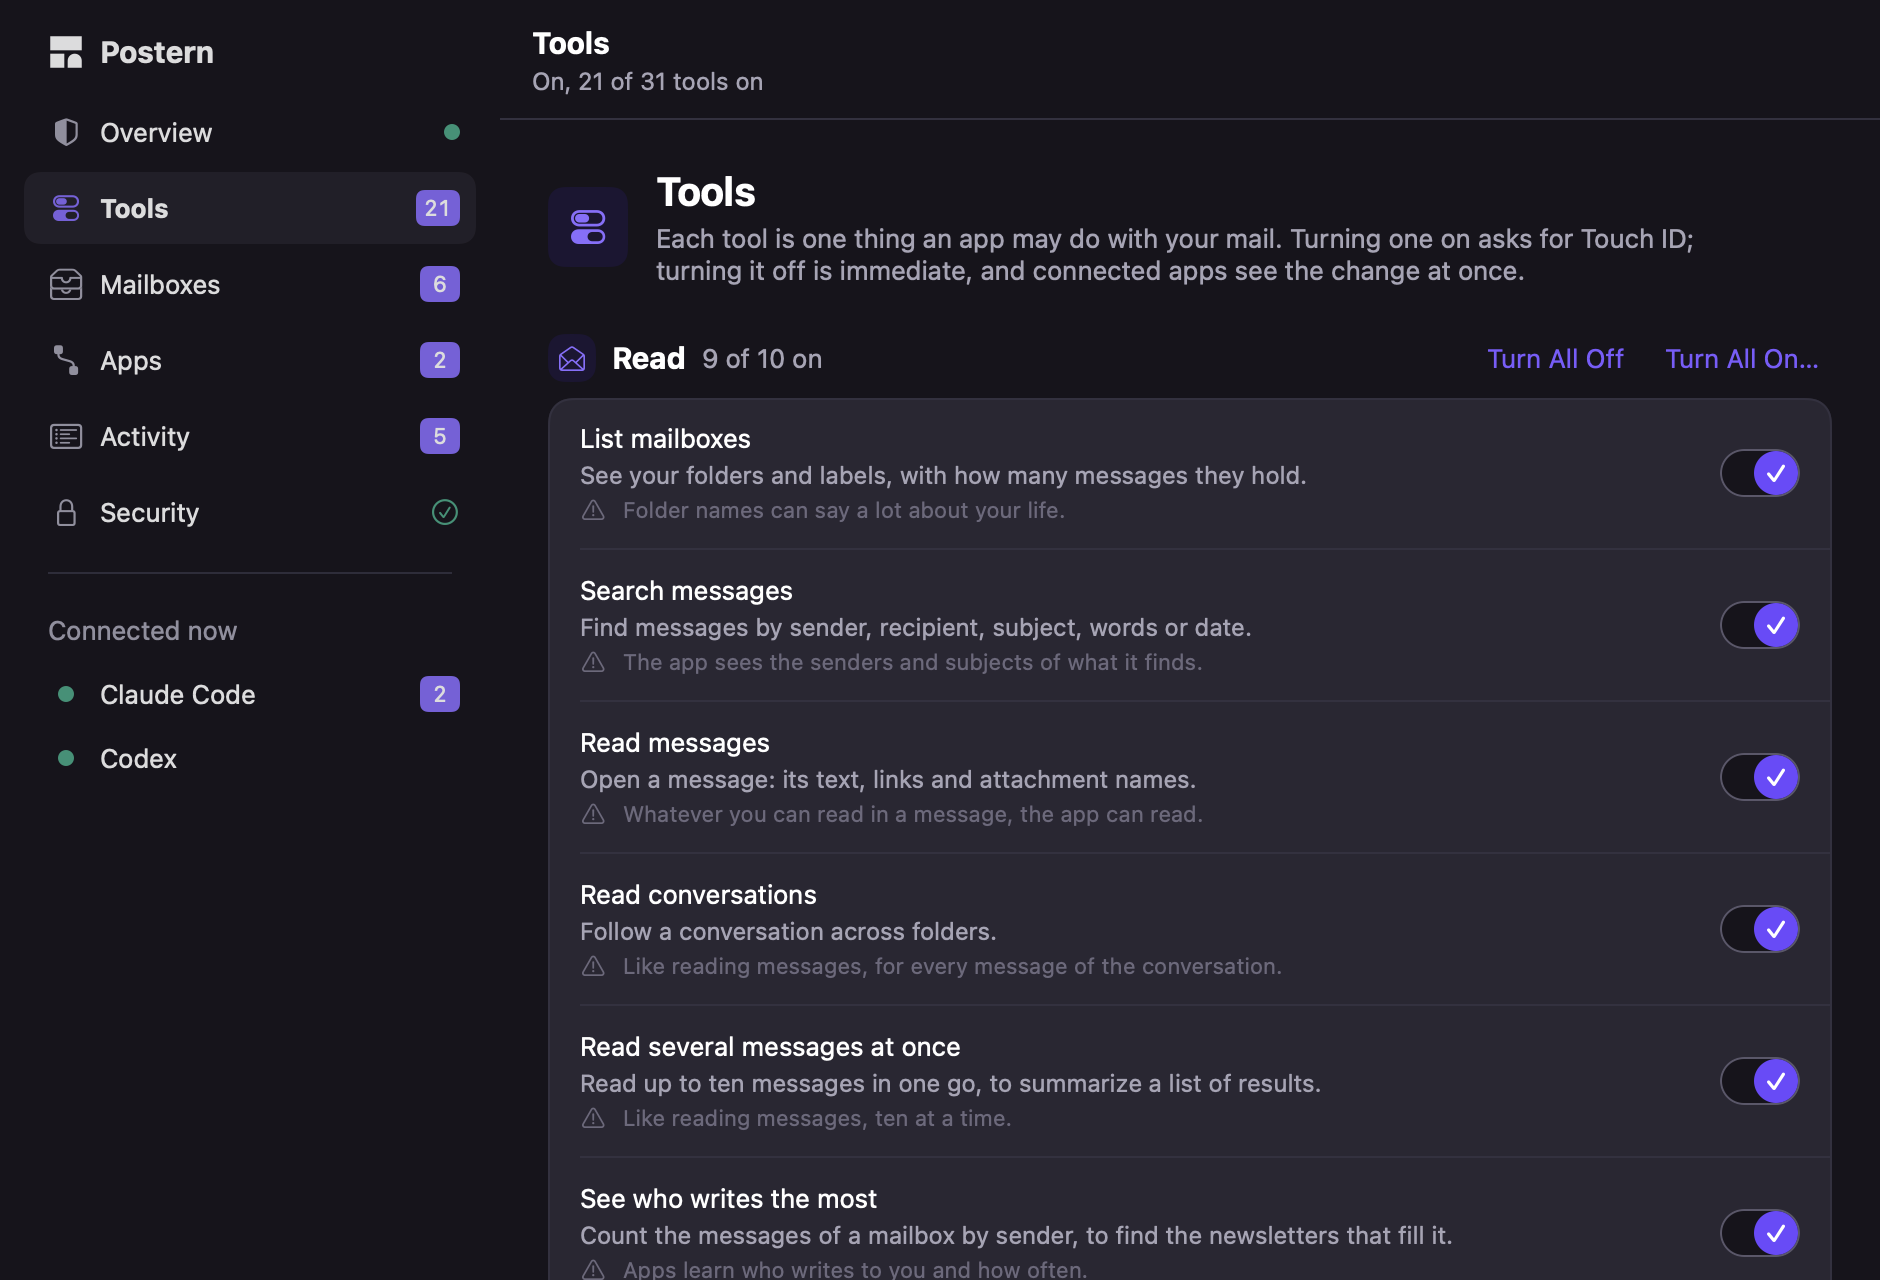 Postern
Overview
Tools 21
Mailboxes 6
Apps 2
Activity 5
Security
Connected now
Claude Code 2
Codex
Tools
On, 21 of 31 tools on
Tools
Each tool is one thing an app may do with your mail. Turning one on asks for Touch ID;
turning it off is immediate, and connected apps see the change at once.
Read 9 of 10 on Turn All Off Turn All On...
List mailboxes
See your folders and labels, with how many messages they hold.
Folder names can say a lot about your life.
Search messages
Find messages by sender, recipient, subject, words or date.
The app sees the senders and subjects of what it finds.
Read messages
Open a message: its text, links and attachment names.
Whatever you can read in a message, the app can read.
Read conversations
Follow a conversation across folders.
Like reading messages, for every message of the conversation.
Read several messages at once
Read up to ten messages in one go, to summarize a list of results.
Like reading messages, ten at a time.
See who writes the most
Count the messages of a mailbox by sender, to find the newsletters that fill it.
Apps learn who writes to you and how often.